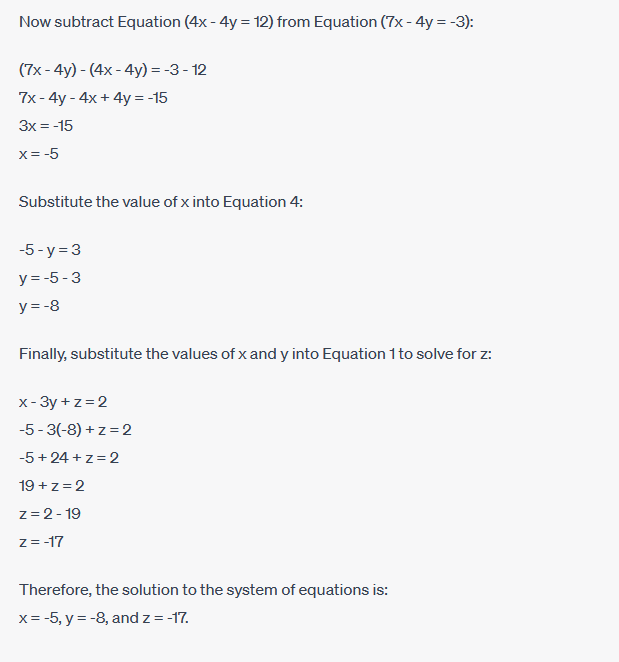 Now subtract Equation (4x - 4y = 12) from Equation (7x - 4y = -3):
(7x - 4y) - (4x - 4y) = -3 - 12
7x - 4y - 4x + 4y = -15
3x = -15
x = -5
Substitute the value of x into Equation 4:
-5 - y = 3
y = -5 - 3
y = -8
Finally, substitute the values of x and y into Equation 1 to solve for z:
x - 3y + z = 2
-5 - 3(-8) + z = 2
-5 + 24 + z = 2
19 + z = 2
z = 2 - 19
z = -17
Therefore, the solution to the system of equations is:
x = -5, y = -8, and z = -17.